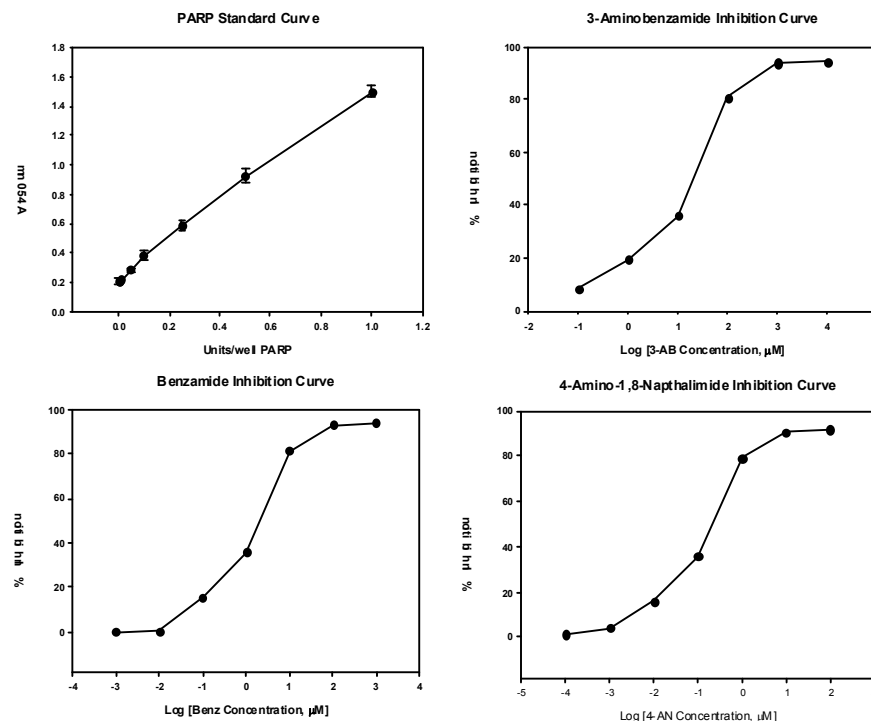 PARP Standard Curve
1.8
1.6
1.4
1.2
1.0
0.8
0.6
0.4
0.2
0.0
0.0 0.2 0.4 0.6 0.8 1.0 1.2
Units/well PARP
3-Aminobenzamide Inhibition Curve
%
100
80
60
40
20
0
-2 -1 0 1 2 3 4
Log [3-AB Concentration, µM]
Benzamide Inhibition Curve
%
100
80
60
40
20
0
-4 -3 -2 -1 0 1 2 3 4
Log [Benz Concentration, µM]
4-Amino-1,8-Napthalimide Inhibition Curve
%
100
80
60
40
20
0
-5 -4 -3 -2 -1 0 1 2
Log [4-AN Concentration, µM]